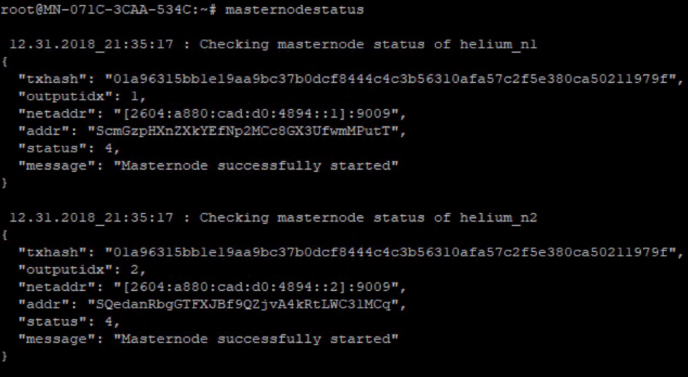 root@MN-071C-3CAA-534C:~# masternodestatus
12.31.2018_21:35:17 : Checking masternode status of helium_n1
{
"txhash": "01a96315bb1e19aa9bc37b0dcf8444c4c3b56310afa57c2f5e380ca50211979f",
"outputidx": 1,
"netaddr": "[2604:a880:cad:d0:4894::1]:9009",
"addr": "ScmGzpHXnZXkYEfNp2MCc8GX3UfwmMPutT",
"status": 4,
"message": "Masternode successfully started"
}
12.31.2018_21:35:17 : Checking masternode status of helium_n2
{
"txhash": "01a96315bb1e19aa9bc37b0dcf8444c4c3b56310afa57c2f5e380ca50211979f",
"outputidx": 2,
"netaddr": "[2604:a880:cad:d0:4894::2]:9009",
"addr": "SQedanRbgGTFXJBf9QZjvA4kRtLWC31MCq",
"status": 4,
"message": "Masternode successfully started"
}